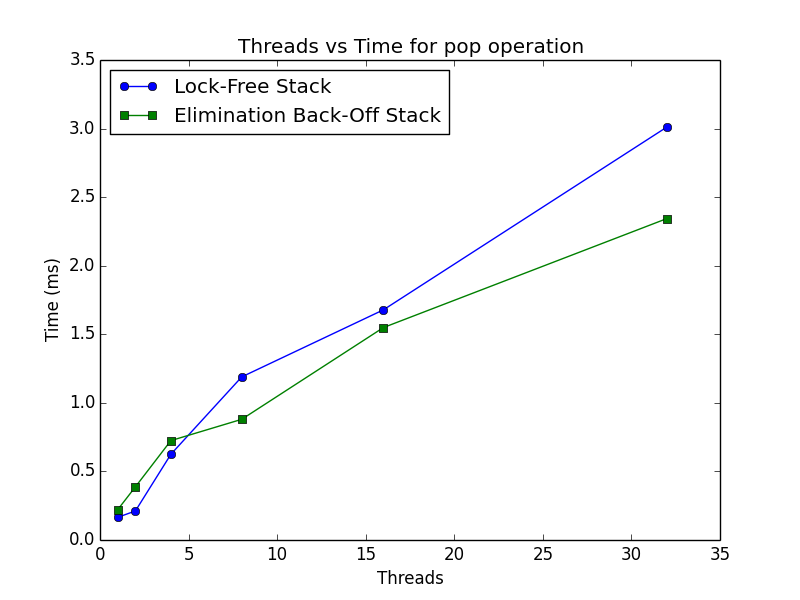 Threads vs Time for pop operation
Lock-Free Stack
Elimination Back-Off Stack
3.5
3.0
2.5
2.0
1.5
1.0
0.5
0.0
Time (ms)
0 5 10 15 20 25 30 35
Threads